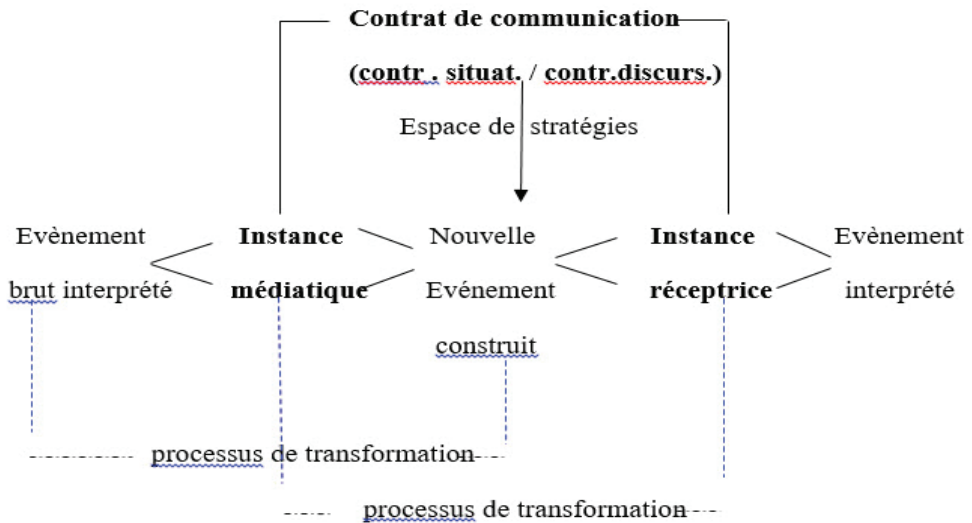 Contrat de communication
(contr . situat. / contr.discurs.)
Espace de stratégies
Evènement Instance Nouvelle Instance Evènement
brut interprété médiatique Evénement réceptrice interprété
construit
processus de transformation
processus de transformation